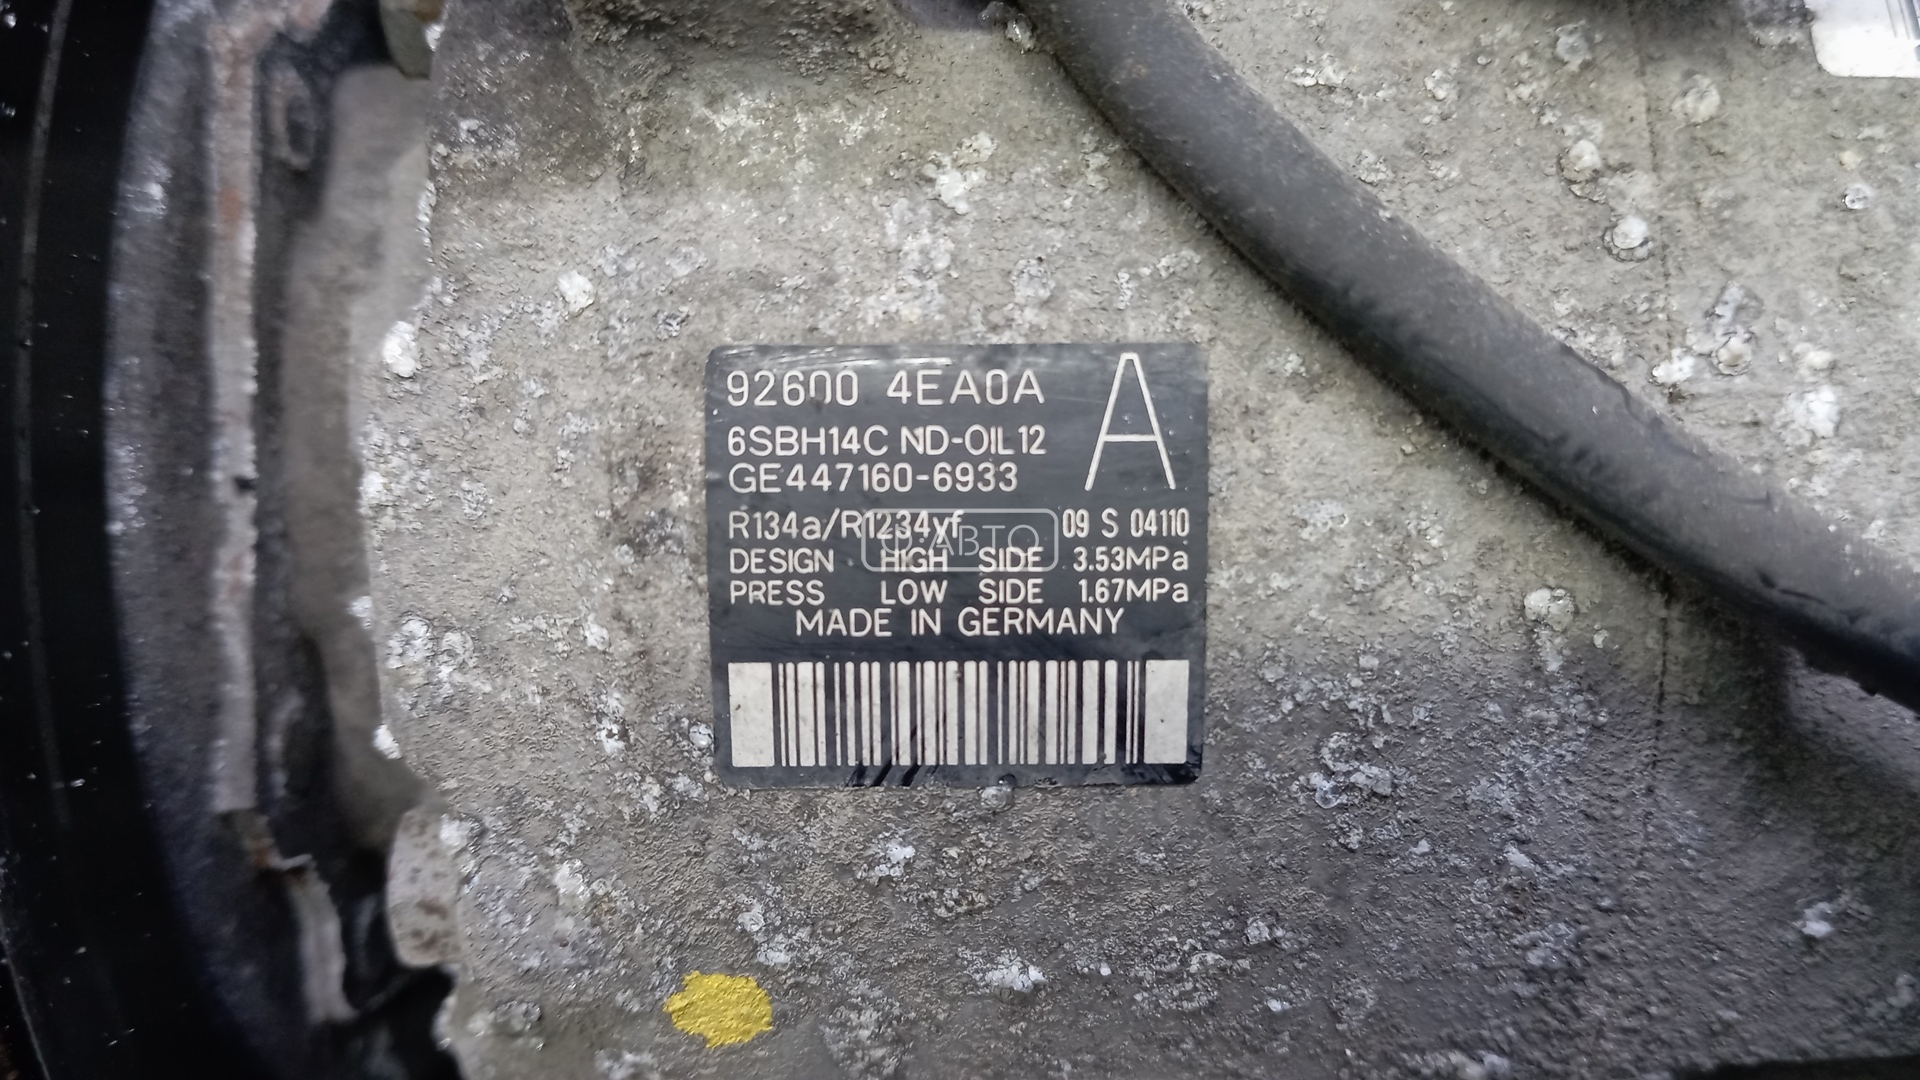 92600 4EA0A A
6SBH14C ND-OIL12
GE447160-6933
R134a/R1234yf 09 S 04110
АВТО
DESIGN HIGH SIDE 3.53MPa
PRESS LOW SIDE 1.67MPa
MADE IN GERMANY